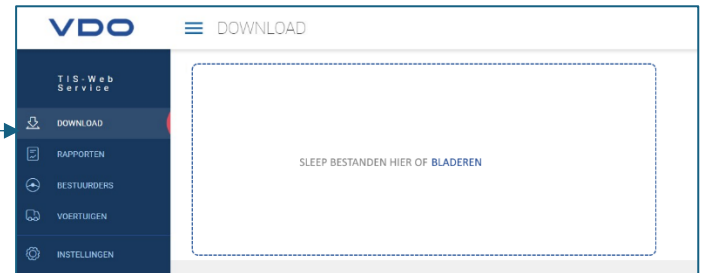 VDO
DOWNLOAD
TIS-Web
Service
DOWNLOAD
RAPPORTEN
BESTUURDERS
VOERTUIGEN
INSTELLINGEN
SLEEP BESTANDEN HIER OF BLADEREN